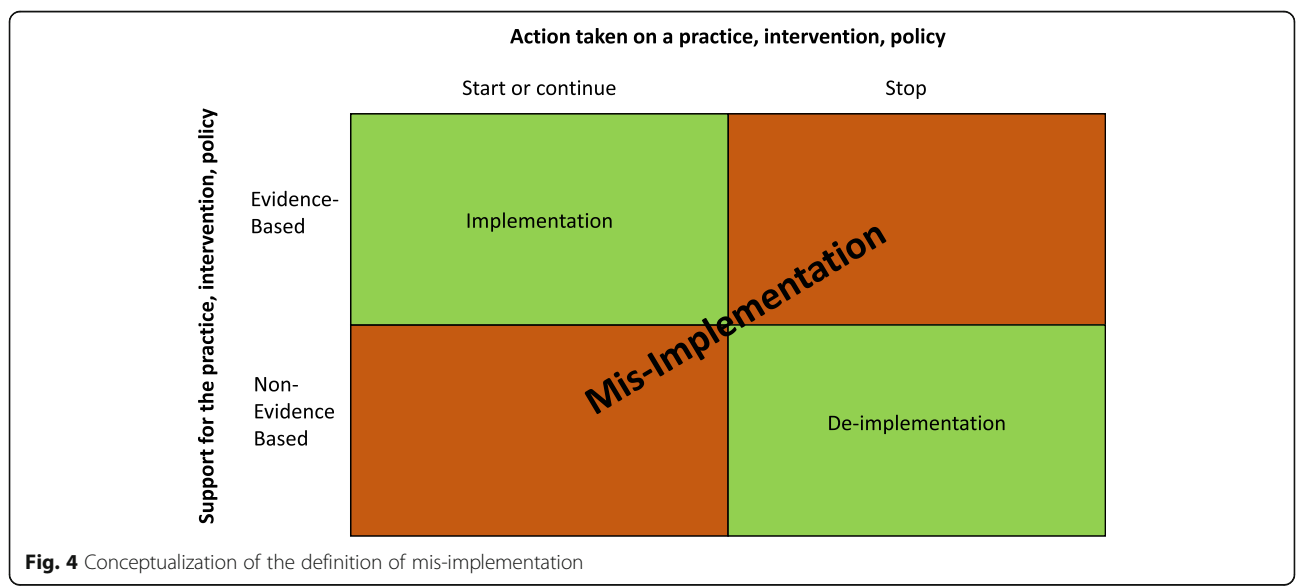 Action taken on a practice, intervention, policy
Start or continue
Stop
Support for the practice, intervention, policy
Evidence-
Based
Implementation
Mis-Implementation
Non-
Evidence
Based
De-implementation
Fig. 4 Conceptualization of the definition of mis-implementation